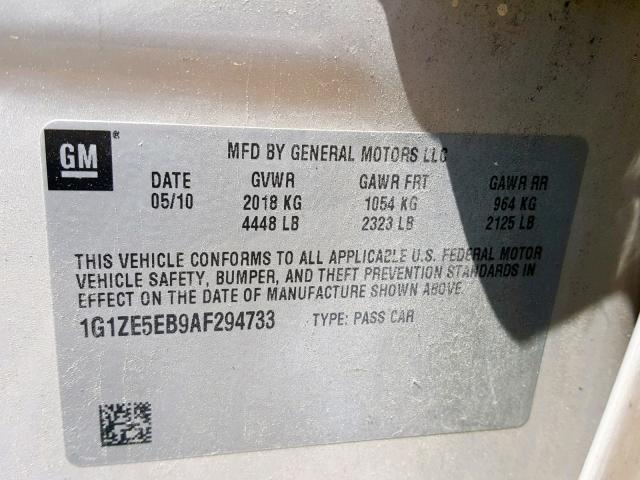 GM®
MFD BY GENERAL MOTORS LLC
DATE GVWR GAWR FRT GAWR RR
05/10 2018 KG 1054 KG 964 KG
4448 LB 2323 LB 2125 LB
THIS VEHICLE CONFORMS TO ALL APPLICABLE U.S. FEDERAL MOTOR
VEHICLE SAFETY, BUMPER, AND THEFT PREVENTION STANDARDS IN
EFFECT ON THE DATE OF MANUFACTURE SHOWN ABOVE.
1G1ZE5EB9AF294733 TYPE: PASS CAR